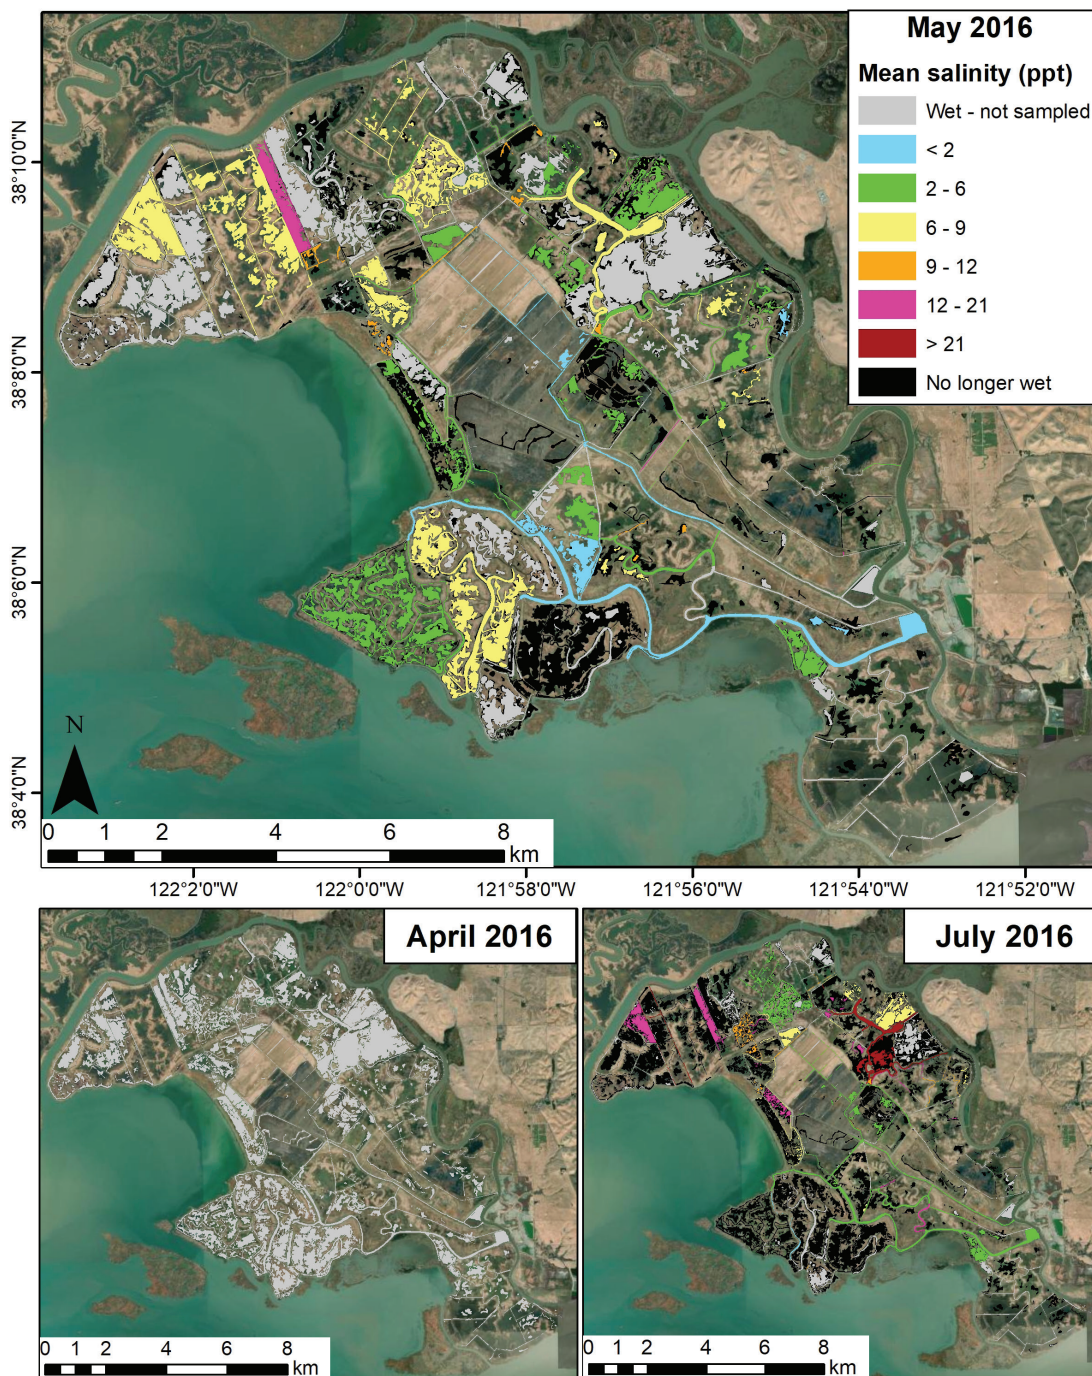 May 2016
Mean salinity (ppt)
Wet - not sampled
< 2
2 - 6
6 - 9
9 - 12
12 - 21
> 21
No longer wet
38°10'0"N
38°8'0"N
38°6'0"N
38°4'0"N
N
0 1 2 4 6 8
km
122°2'0"W 122°0'0"W 121°58'0"W 121°56'0"W 121°54'0"W 121°52'0"W
April 2016
0 1 2 4 6 8
km
July 2016
0 1 2 4 6 8
km